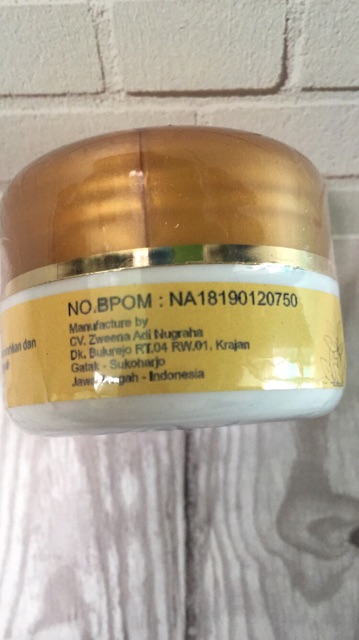 NO.BPOM : NA18190120750
Manufacture by
CV. Zweena Adi Nugraha
Dk. Bulurejo RT.04 RW.01, Krajan
Gatak - Sukoharjo
Jawa Tengah - Indonesia
dan